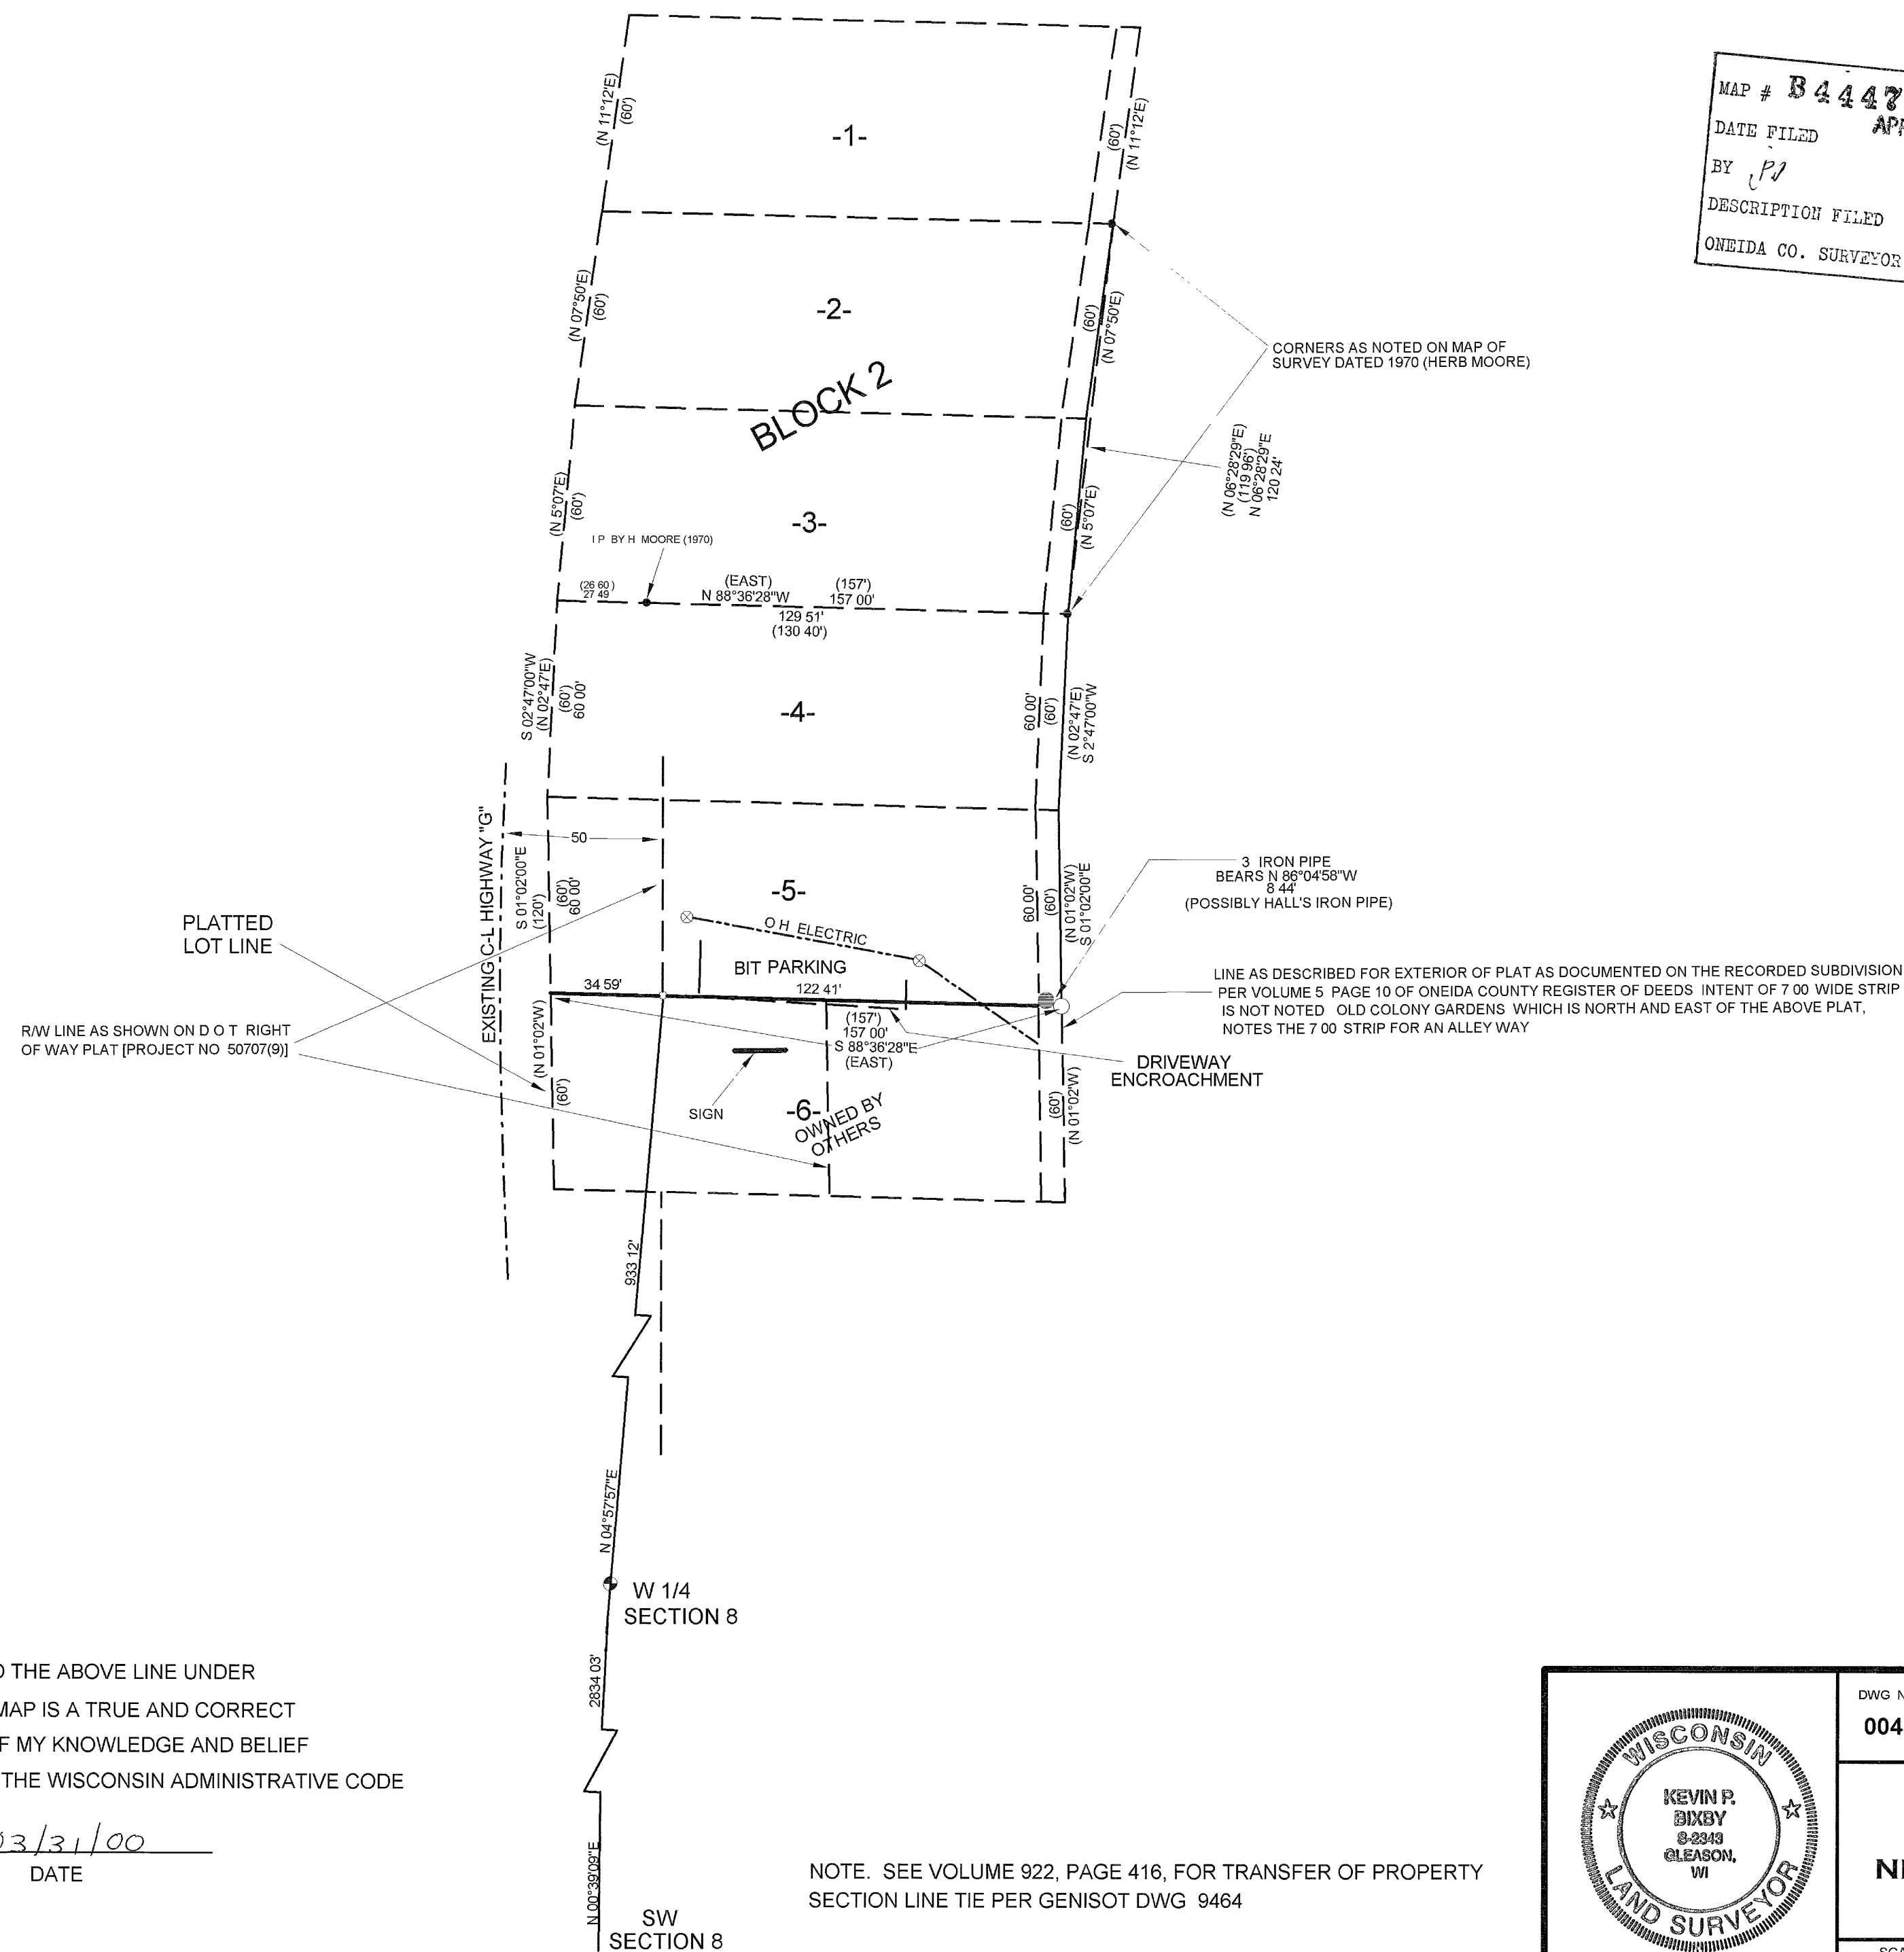 MAP # B4447
DATE FILED
BY
DESCRIPTION FILED
ONEIDA CO. SURVEYOR
(N 11°12'E)
(60')
-1-
(60')
(N 11°12'E)
(N 07°50'E)
(60')
-2-
(60')
(N 07°50'E)
BLOCK 2
CORNERS AS NOTED ON MAP OF
SURVEY DATED 1970 (HERB MOORE)
(N 06°28'29"E)
(119 96')
N 06°28'29"E
120 24'
(N 5°07'E)
(60')
-3-
(60')
(N 5°07'E)
I P BY H MOORE (1970)
(26 60)
27 49
(EAST)
N 88°36'28"W
(157')
157 00'
129 51'
(130 40')
S 02°47'00"W
(N 02°47'E)
(60')
60 00'
-4-
60 00'
(60')
(N 02°47'E)
S 2°47'00"W
EXISTING C-L HIGHWAY "G"
50
S 01°02'00"E
(120')
(60')
60 00'
-5-
60 00'
(60')
(N 01°02'W)
S 01°02'00"E
3 IRON PIPE
BEARS N 86°04'58"W
8 44'
(POSSIBLY HALL'S IRON PIPE)
PLATTED
LOT LINE
O H ELECTRIC
BIT PARKING
34 59'
122 41'
(157')
157 00'
S 88°36'28"E
(EAST)
LINE AS DESCRIBED FOR EXTERIOR OF PLAT AS DOCUMENTED ON THE RECORDED SUBDIVISION
PER VOLUME 5 PAGE 10 OF ONEIDA COUNTY REGISTER OF DEEDS INTENT OF 7 00 WIDE STRIP
IS NOT NOTED OLD COLONY GARDENS WHICH IS NORTH AND EAST OF THE ABOVE PLAT,
NOTES THE 7 00 STRIP FOR AN ALLEY WAY
R/W LINE AS SHOWN ON D O T RIGHT
OF WAY PLAT [PROJECT NO 50707(9)]
(N 01°02'W)
(60')
DRIVEWAY
ENCROACHMENT
SIGN
-6-
OWNED BY
OTHERS
(60')
(N 01°02'W)
933 12'
N 04°57'57"E
W 1/4
SECTION 8
2834 03'
N 00°39'09"E
SW
SECTION 8
THE ABOVE LINE UNDER
MAP IS A TRUE AND CORRECT
MY KNOWLEDGE AND BELIEF
THE WISCONSIN ADMINISTRATIVE CODE
03/31/00
DATE
NOTE. SEE VOLUME 922, PAGE 416, FOR TRANSFER OF PROPERTY
SECTION LINE TIE PER GENISOT DWG 9464
WISCONSIN
KEVIN P.
BIXBY
S-2343
GLEASON,
WI
LAND SURVEYOR
DWG
004